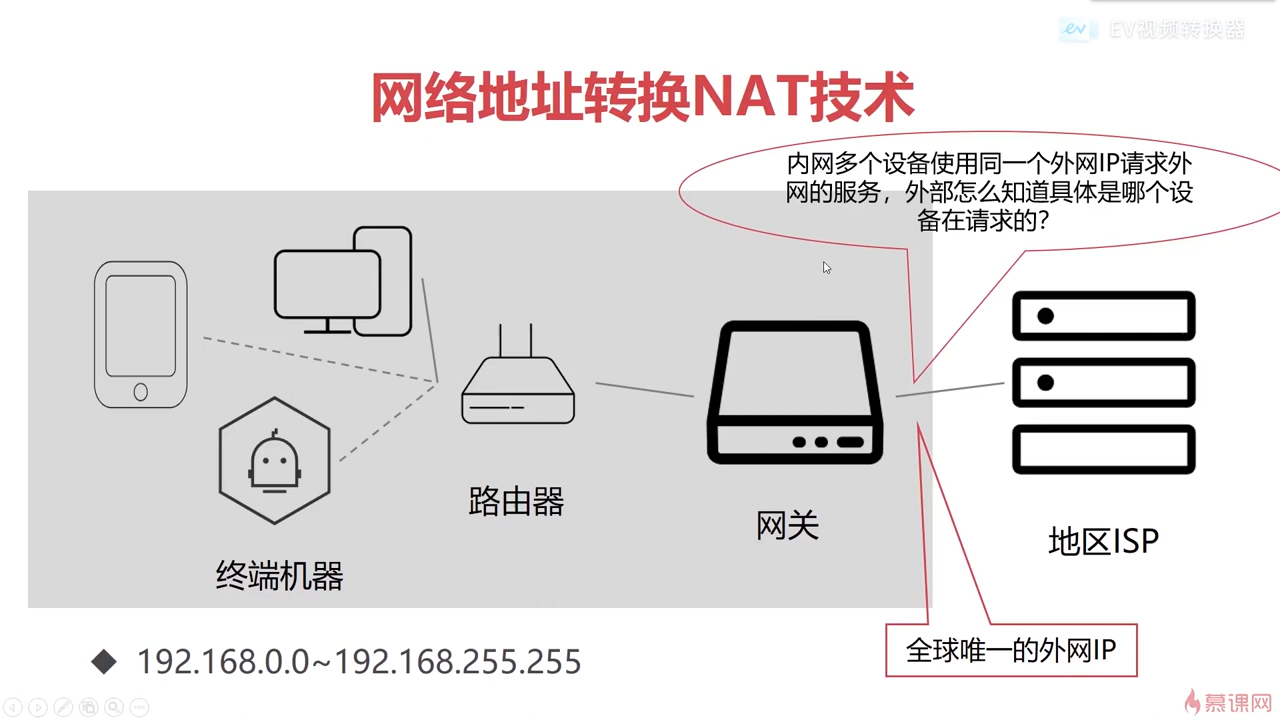 EV视频转换器
网络地址转换NAT技术
内网多个设备使用同一个外网IP请求外
网的服务，外部怎么知道具体是哪个设
备在请求的？
路由器
网关
地区ISP
终端机器
全球唯一的外网IP
192.168.0.0~192.168.255.255
慕课网